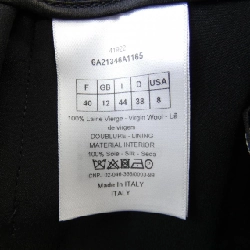 F GB I D USA
40 12 44 38 8
100% Laine Vierge - Virgin Wool - Lã
de virgem
DOUBLURE - LINING
MATERIAL INTERIOR
100% Soie - Silk - Seda
Made in ITALY
ITALY